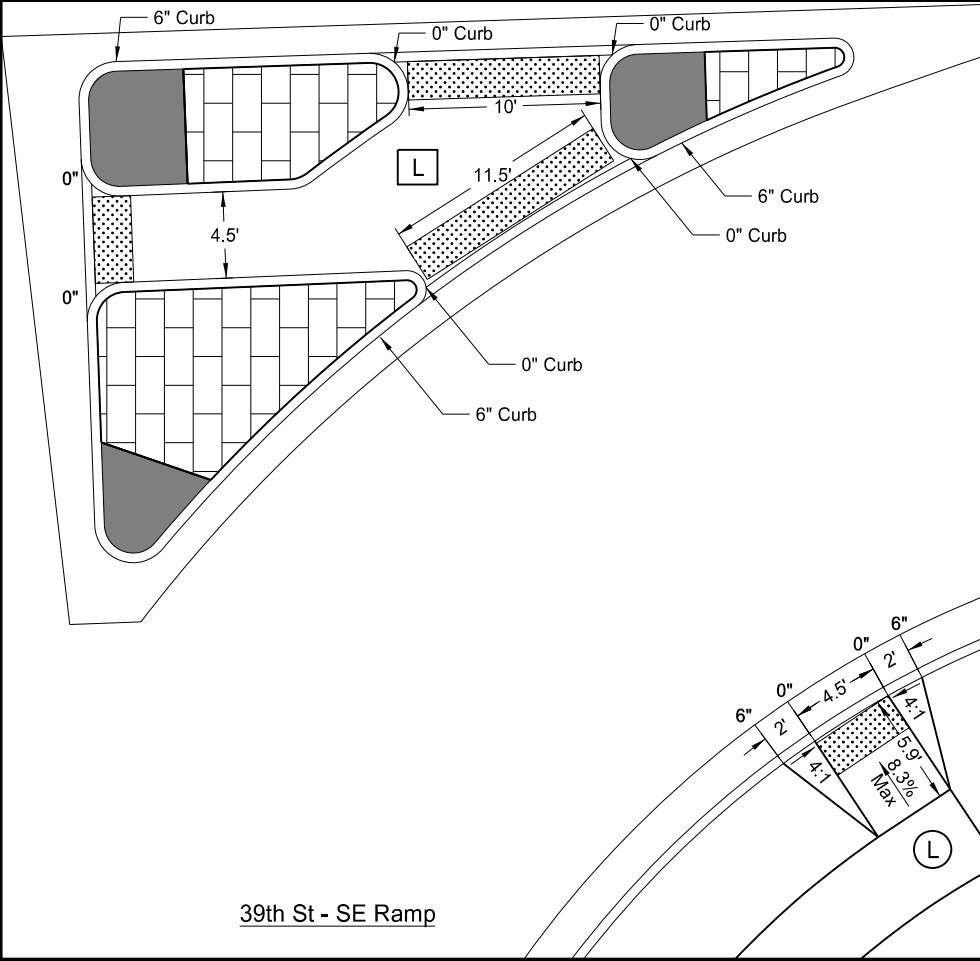 6" Curb
0" Curb
0" Curb
10'
L
11.5'
0"
6" Curb
4.5'
0" Curb
0"
0" Curb
6" Curb
6"
0"
2'
0"
4.5'
6"
2'
4:1
4:1
5.9'
8.3%
Max
L
39th St - SE Ramp